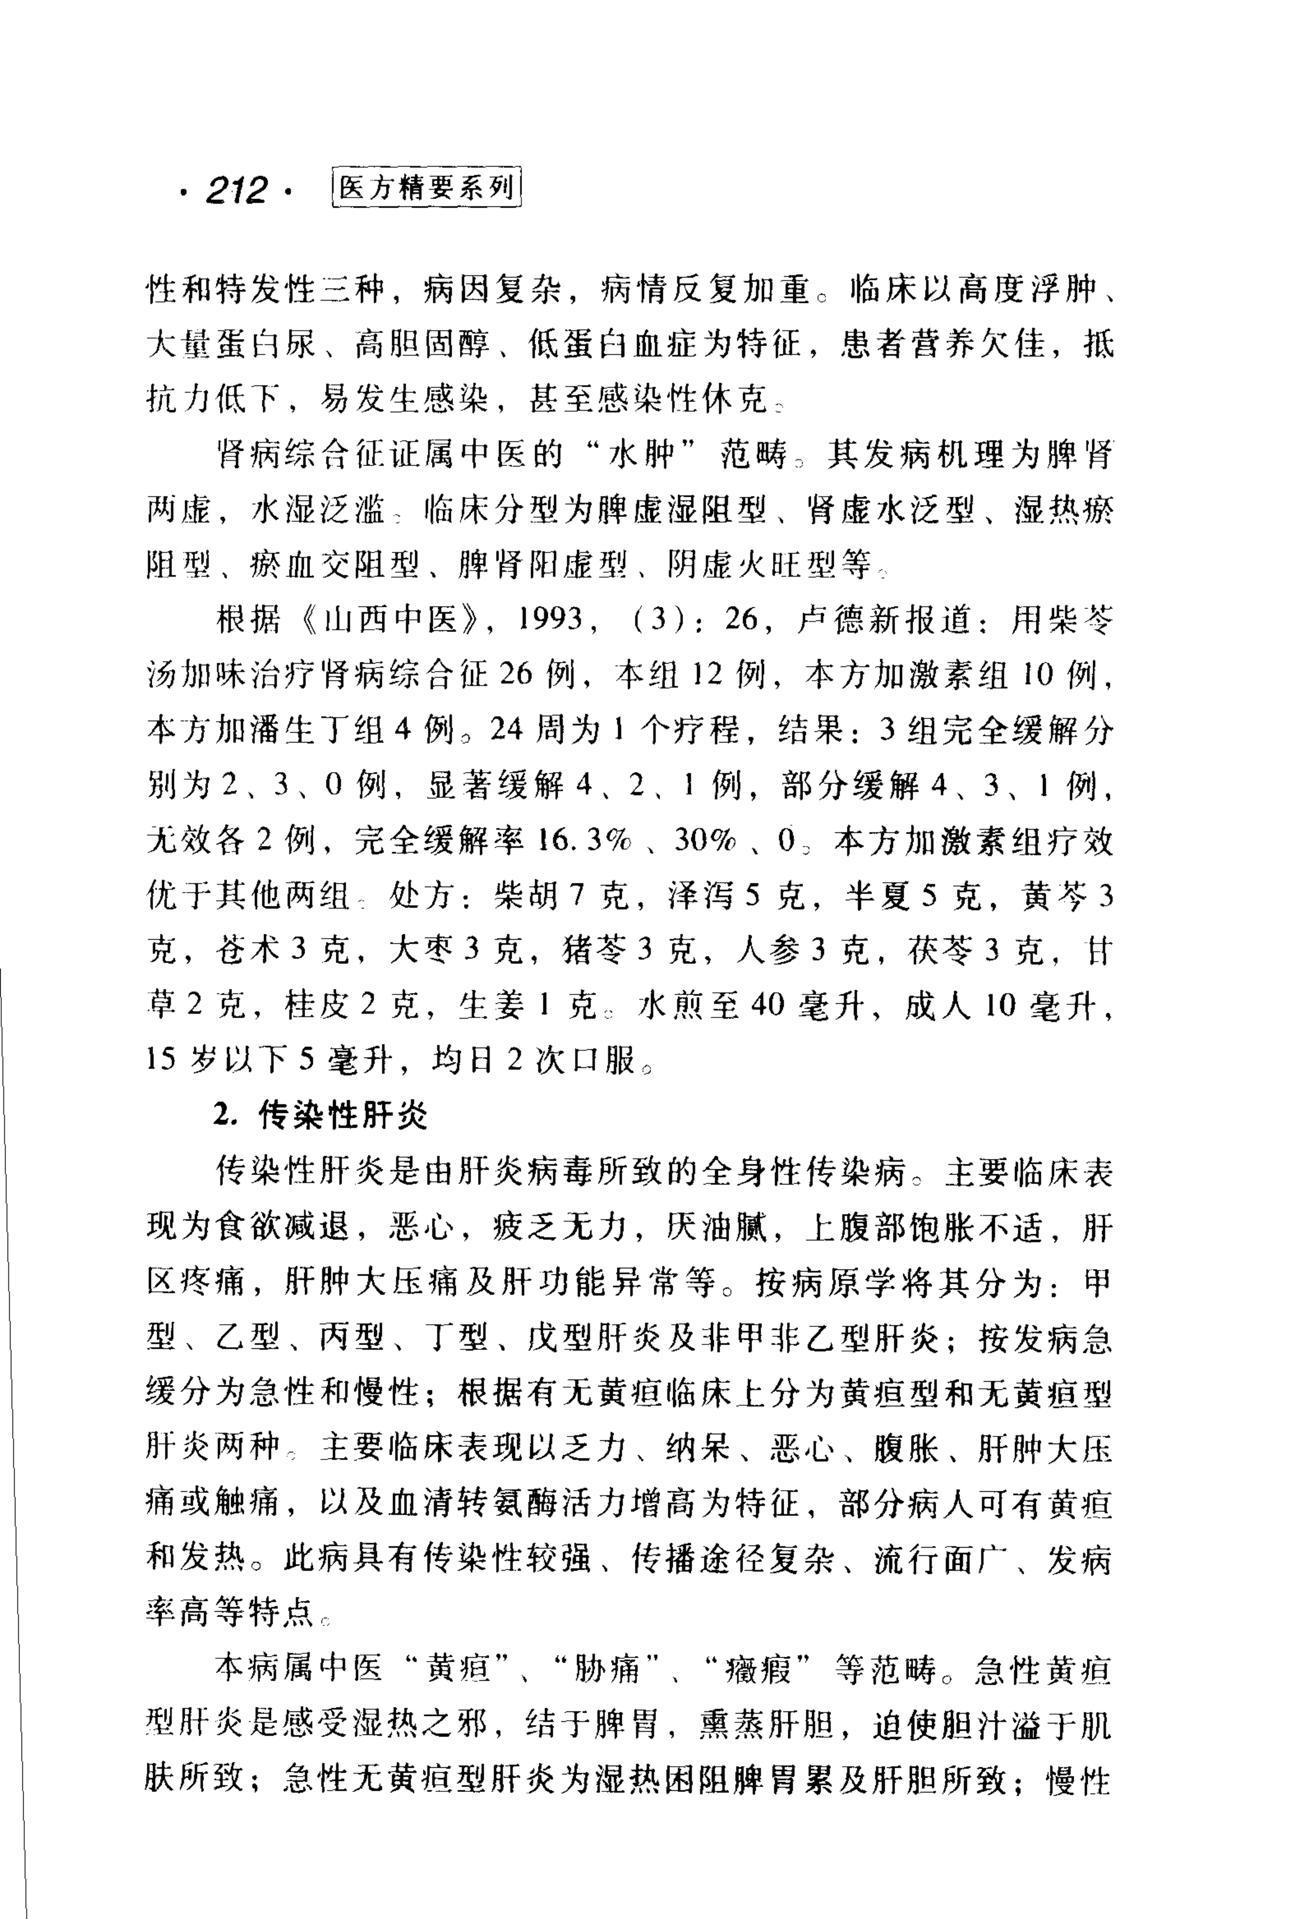 ·212· 医方精要系列
性和特发性三种，病因复杂，病情反复加重。临床以高度浮肿、
大量蛋白尿、高胆固醇、低蛋白血症为特征，患者营养欠佳，抵
抗力低下，易发生感染，甚至感染性休克。
肾病综合征证属中医的“水肿”范畴。其发病机理为脾肾
两虚，水湿泛滥。临床分型为脾虚湿阻型、肾虚水泛型、湿热瘀
阻型、瘀血交阻型、脾肾阳虚型、阴虚火旺型等。
根据《山西中医》，1993，（3）：26，卢德新报道：用柴苓
汤加味治疗肾病综合征26例，本组12例，本方加激素组10例，
本方加潘生丁组4例。24周为1个疗程，结果：3组完全缓解分
别为2、3、0例，显著缓解4、2、1例，部分缓解4、3、1例，
无效各2例，完全缓解率16.3%、30%、0。本方加激素组疗效
优于其他两组。处方：柴胡7克，泽泻5克，半夏5克，黄芩3
克，苍术3克，大枣3克，猪苓3克，人参3克，茯苓3克，甘
草2克，桂皮2克，生姜1克。水煎至40毫升，成人10毫升，
15岁以下5毫升，均日2次口服。
2. 传染性肝炎
传染性肝炎是由肝炎病毒所致的全身性传染病。主要临床表
现为食欲减退，恶心，疲乏无力，厌油腻，上腹部饱胀不适，肝
区疼痛，肝肿大压痛及肝功能异常等。按病原学将其分为：甲
型、乙型、丙型、丁型、戊型肝炎及非甲非乙型肝炎；按发病急
缓分为急性和慢性；根据有无黄疸临床上分为黄疸型和无黄疸型
肝炎两种。主要临床表现以乏力、纳呆、恶心、腹胀、肝肿大压
痛或触痛，以及血清转氨酶活力增高为特征，部分病人可有黄疸
和发热。此病具有传染性较强、传播途径复杂、流行面广、发病
率高等特点。
本病属中医“黄疸”、“胁痛”、“癥瘕”等范畴。急性黄疸
型肝炎是感受湿热之邪，结于脾胃，熏蒸肝胆，迫使胆汁溢于肌
肤所致；急性无黄疸型肝炎为湿热困阻脾胃累及肝胆所致；慢性